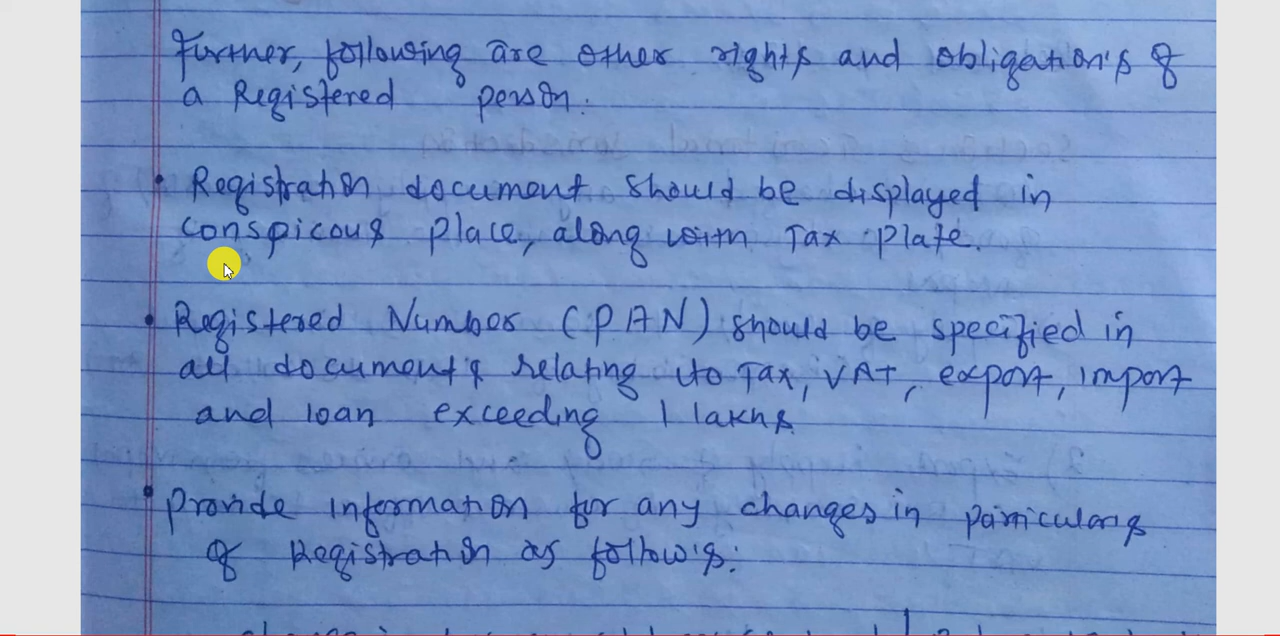 Further, following are other rights and obligation's of
a Registered person.
• Registration document should be displayed in
conspicous place, along with Tax plate.
• Registered Number (PAN) should be specified in
all documents relating to Tax, VAT, export, import
and loan exceeding 1 lakhs.
• provide information for any changes in particulars
of Registration as follow's: